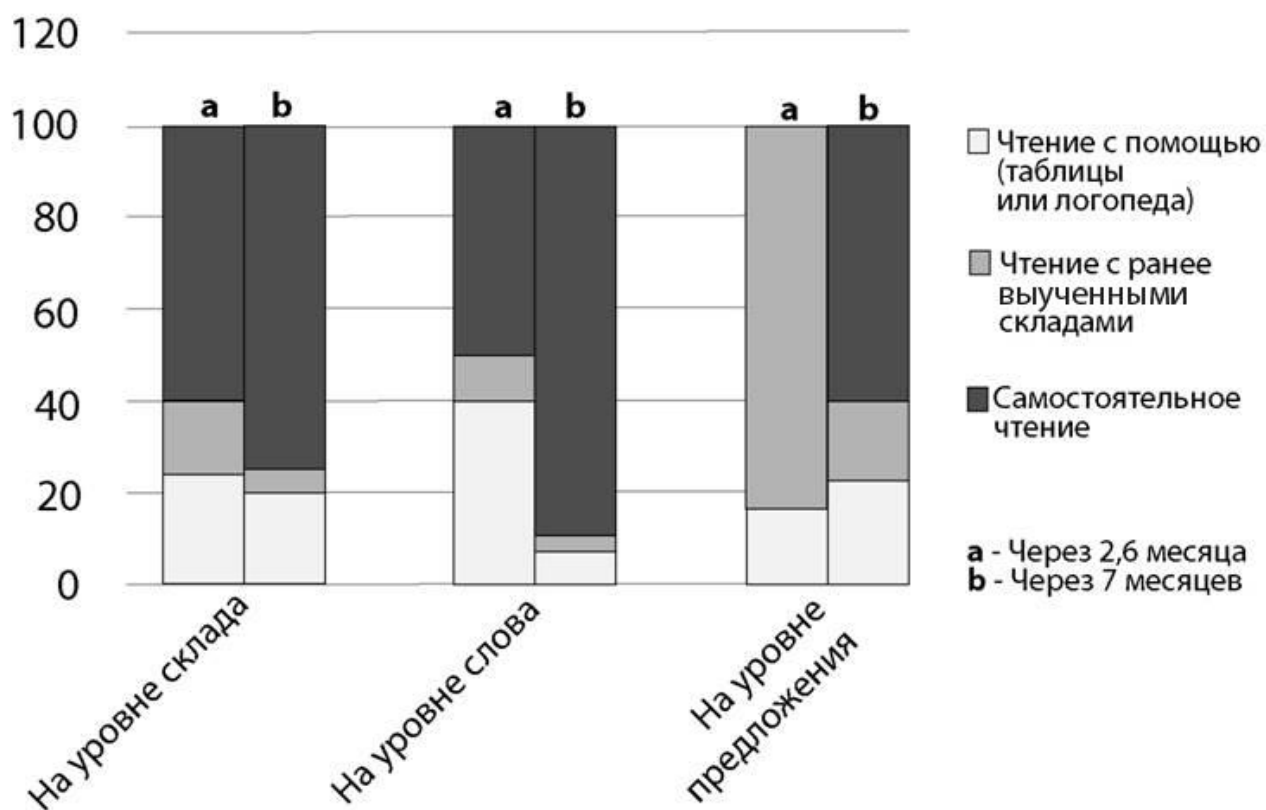 120
100
80
60
40
20
0
a b
a b
a b
На уровне склада
На уровне слова
На уровне
предложения
Чтение с помощью
(таблицы
или логопеда)
Чтение с ранее
выученными
складами
Самостоятельное
чтение
a - Через 2,6 месяца
b - Через 7 месяцев